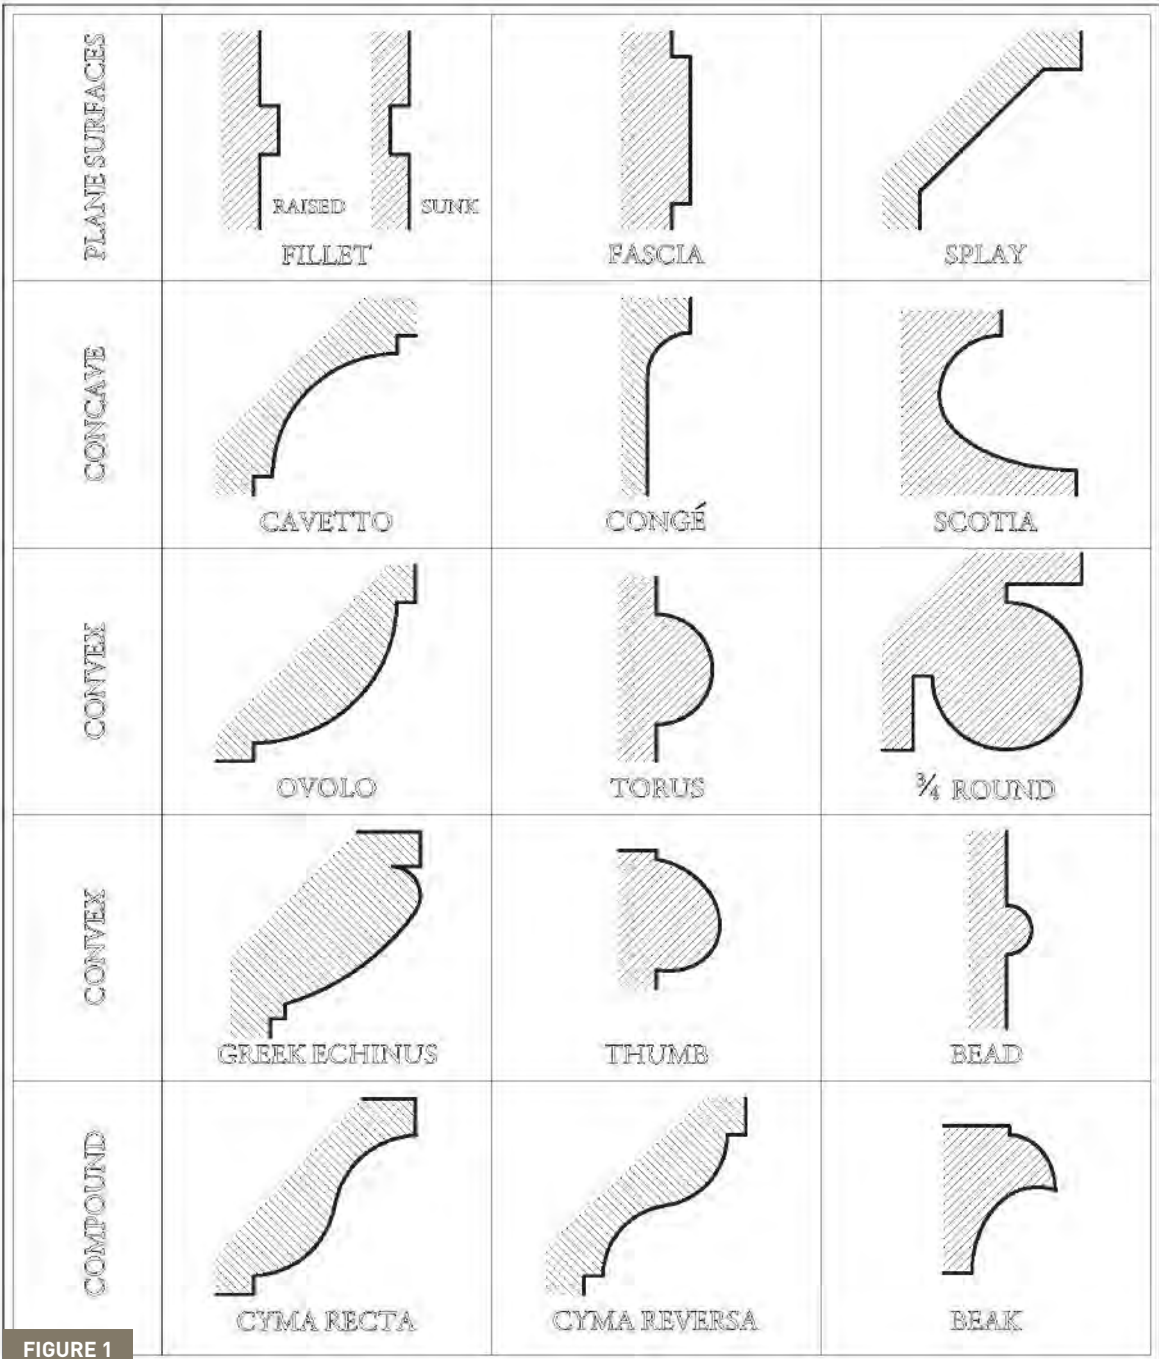 PLANE SURFACES
RAISED
SUNK
FILLET
FASCIA
SPLAY
CONCAVE
CAVETTO
CONGÉ
SCOTIA
CONVEX
OVOLO
TORUS
¾ ROUND
CONVEX
GREEK ECHINUS
THUMB
BEAD
COMPOUND
CYMA RECTA
CYMA REVERSA
BEAK
FIGURE 1